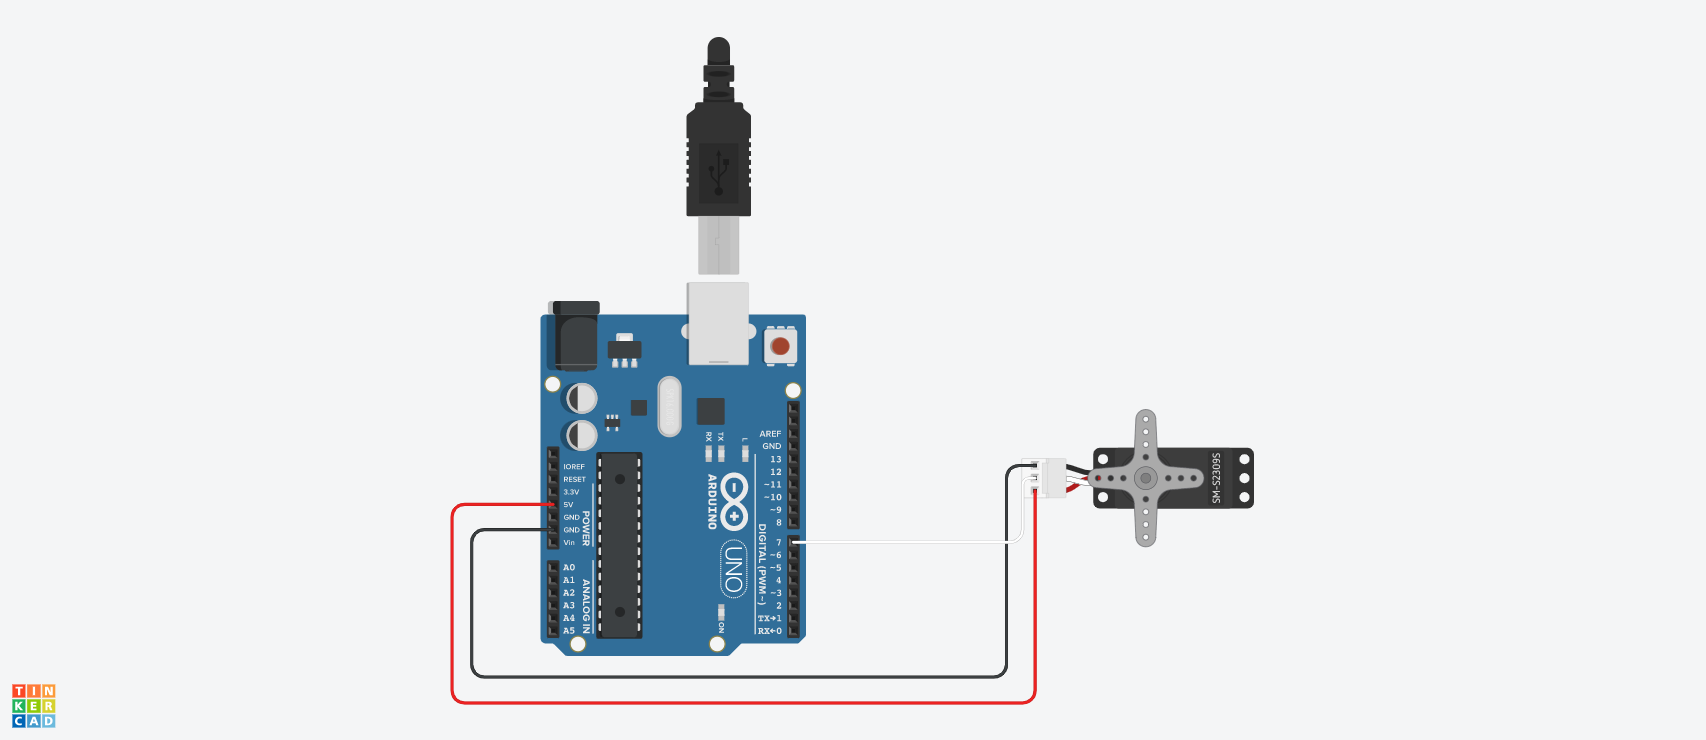 AREF
GND
13
12
~11
~10
~9
8
7
~6
~5
4
~3
2
TX→1
RX←0
IOREF
RESET
3.3V
5V
GND
GND
Vin
A0
A1
A2
A3
A4
A5
POWER
ANALOG IN
RX
TX
L
ARDUINO
UNO
DIGITAL (PWM~)
ON
SM-S2309S
TIN
KER
CAD